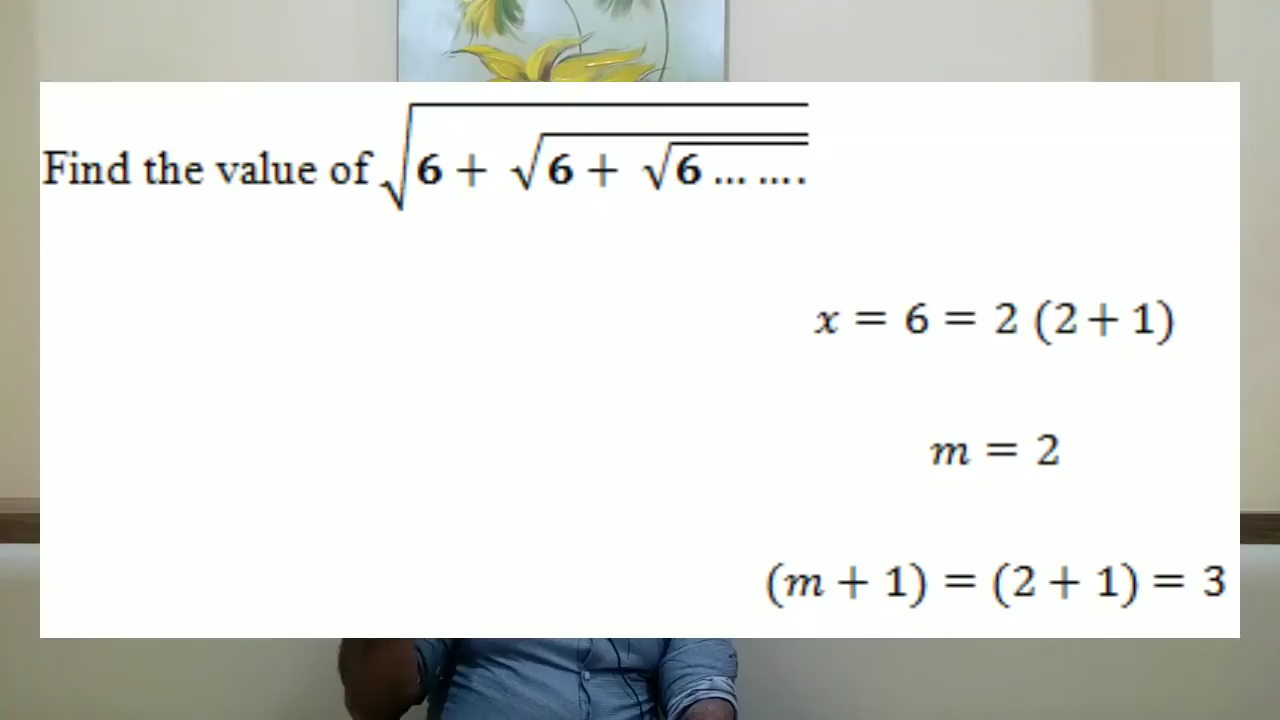 Find the value of √(6 + √(6 + √(6 ... ....
x = 6 = 2 (2 + 1)
m = 2
(m + 1) = (2 + 1) = 3